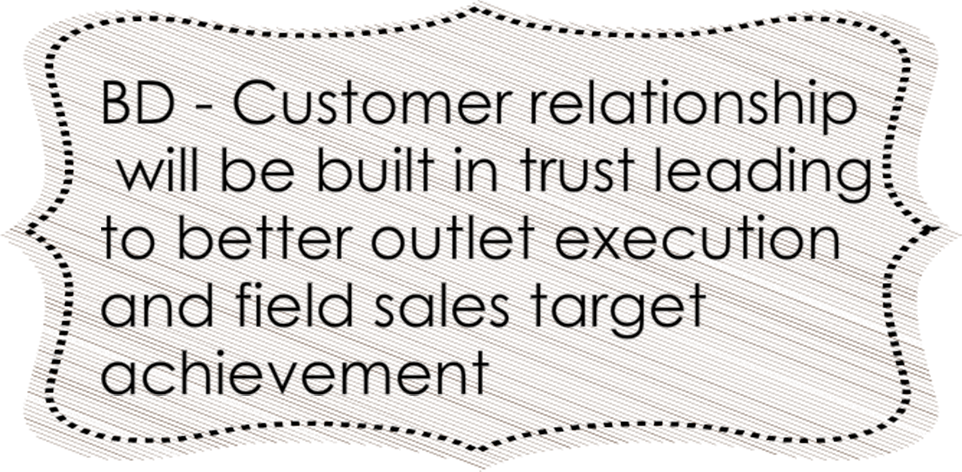 BD - Customer relationship
will be built in trust leading
to better outlet execution
and field sales target
achievement